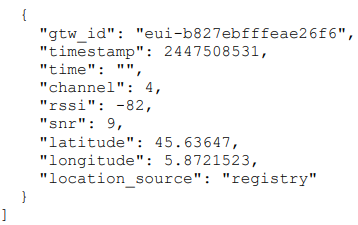 {
"gtw_id": "eui-b827ebfffeae26f6",
"timestamp": 2447508531,
"time": "",
"channel": 4,
"rssi": -82,
"snr": 9,
"latitude": 45.63647,
"longitude": 5.8721523,
"location_source": "registry"
}
]